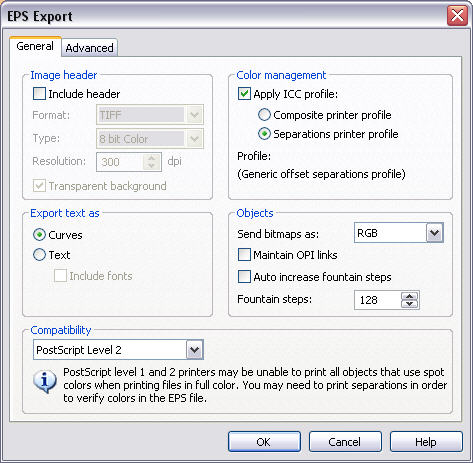 EPS Export
General
Advanced
Image header
Include header
Format: TIFF
Type: 8 bit Color
Resolution: 300 dpi
Transparent background
Color management
Apply ICC profile:
Composite printer profile
Separations printer profile
Profile:
(Generic offset separations profile)
Export text as
Curves
Text
Include fonts
Objects
Send bitmaps as: RGB
Maintain OPI links
Auto increase fountain steps
Fountain steps: 128
Compatibility
PostScript Level 2
PostScript level 1 and 2 printers may be unable to print all objects that use spot
colors when printing files in full color. You may need to print separations in order
to verify colors in the EPS file.
OK
Cancel
Help